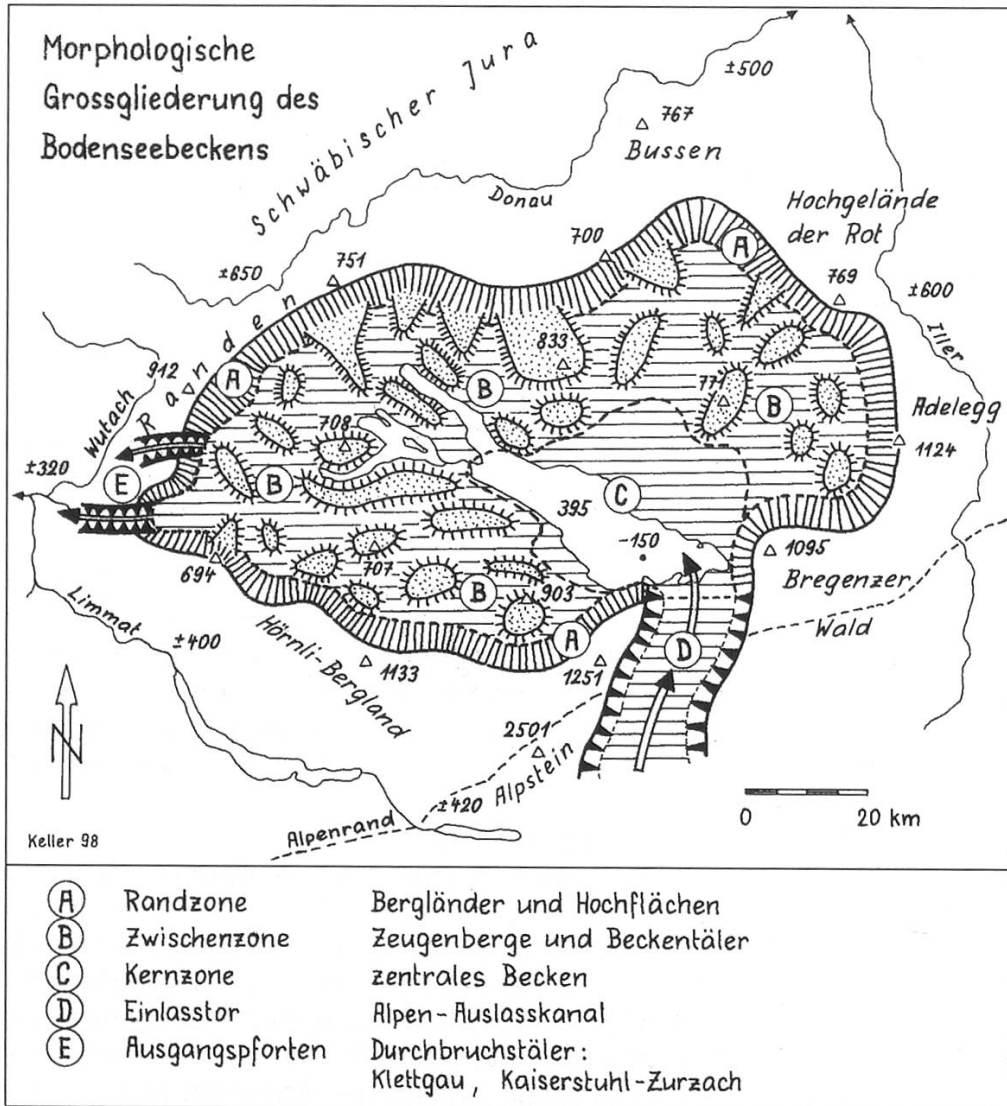 Morphologische
Grossgliederung des
Bodenseebeckens
Schwäbischer Jura
±500
767
Bussen
Donau
Hochgelände
der Rot
700
A
±650
751
769
±600
Iller
Randen
833
912
A
B
771
B
Adelegg
Wutach
708
1124
±320
E
B
C
395
-150
1095
694
707
Bregenzer
Wald
B
903
Limmat
A
D
±400
Hörnli-Bergland
1133
1251
2501
Alpstein
N
±420
0 20 km
Alpenrand
Keller 98
A Randzone Bergländer und Hochflächen
B Zwischenzone Zeugenberge und Beckentäler
C Kernzone zentrales Becken
D Einlasstor Alpen-Auslasskanal
E Ausgangspforten Durchbruchstäler:
Klettgau, Kaiserstuhl-Zurzach